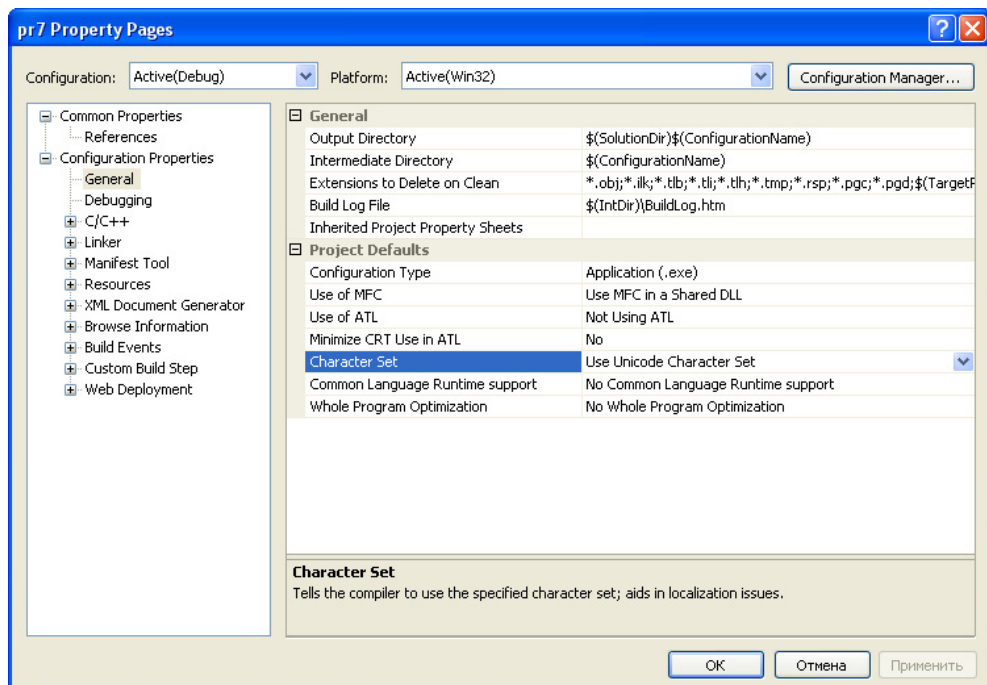 pr7 Property Pages
Configuration: Active(Debug) Platform: Active(Win32) Configuration Manager...
Common Properties
References
Configuration Properties
General
Debugging
C/C++
Linker
Manifest Tool
Resources
XML Document Generator
Browse Information
Build Events
Custom Build Step
Web Deployment
General
Output Directory $(SolutionDir)$(ConfigurationName)
Intermediate Directory $(ConfigurationName)
Extensions to Delete on Clean *.obj;*.ilk;*.tlb;*.tli;*.tlh;*.tmp;*.rsp;*.pgc;*.pgd;$(TargetP
Build Log File $(IntDir)\BuildLog.htm
Inherited Project Property Sheets
Project Defaults
Configuration Type Application (.exe)
Use of MFC Use MFC in a Shared DLL
Use of ATL Not Using ATL
Minimize CRT Use in ATL No
Character Set Use Unicode Character Set
Common Language Runtime support No Common Language Runtime support
Whole Program Optimization No Whole Program Optimization
Character Set
Tells the compiler to use the specified character set; aids in localization issues.
ОК Отмена Применить